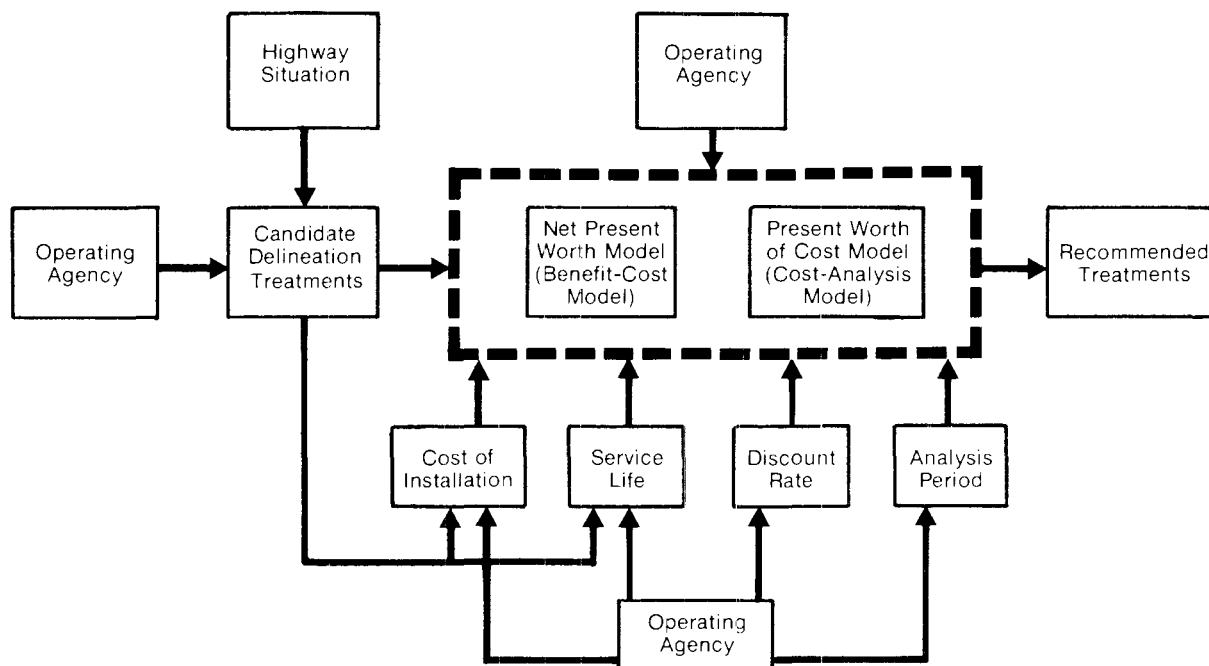 Highway
Situation
Operating
Agency
Operating
Agency
Candidate
Delineation
Treatments
Net Present
Worth Model
(Benefit-Cost
Model)
Present Worth
of Cost Model
(Cost-Analysis
Model)
Recommended
Treatments
Cost of
Installation
Service
Life
Discount
Rate
Analysis
Period
Operating
Agency